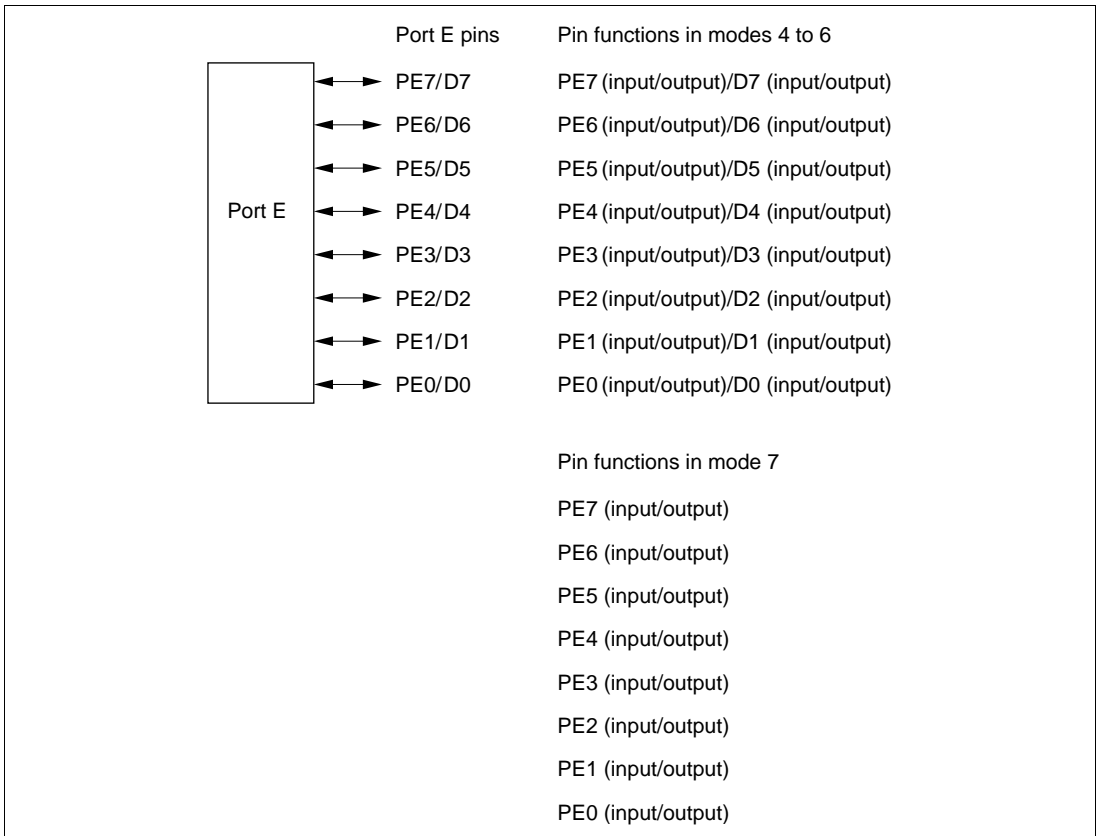 Port E pins Pin functions in modes 4 to 6
PE7/D7 PE7 (input/output)/D7 (input/output)
PE6/D6 PE6 (input/output)/D6 (input/output)
PE5/D5 PE5 (input/output)/D5 (input/output)
Port E PE4/D4 PE4 (input/output)/D4 (input/output)
PE3/D3 PE3 (input/output)/D3 (input/output)
PE2/D2 PE2 (input/output)/D2 (input/output)
PE1/D1 PE1 (input/output)/D1 (input/output)
PE0/D0 PE0 (input/output)/D0 (input/output)
Pin functions in mode 7
PE7 (input/output)
PE6 (input/output)
PE5 (input/output)
PE4 (input/output)
PE3 (input/output)
PE2 (input/output)
PE1 (input/output)
PE0 (input/output)